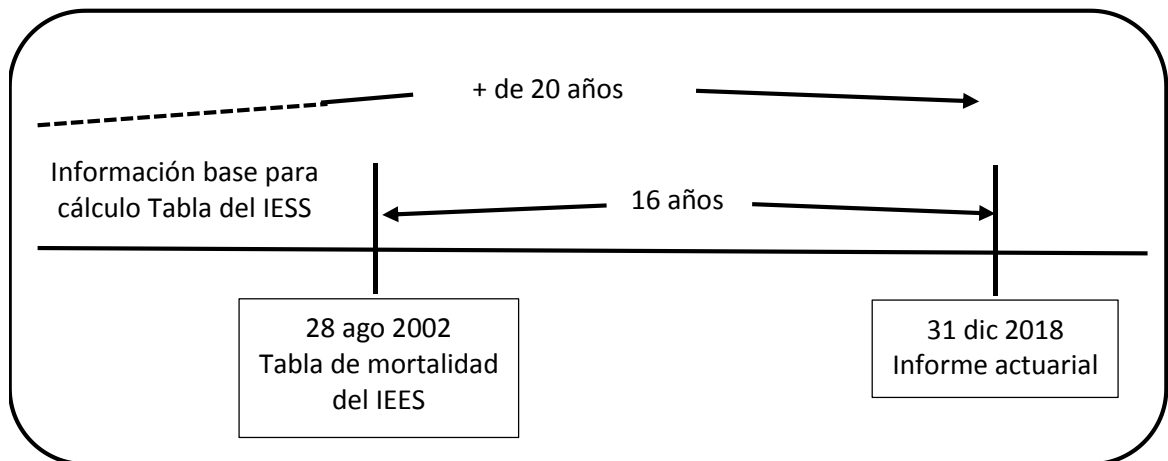 + de 20 años
Información base para
cálculo Tabla del IESS
16 años
28 ago 2002
Tabla de mortalidad
del IEES
31 dic 2018
Informe actuarial